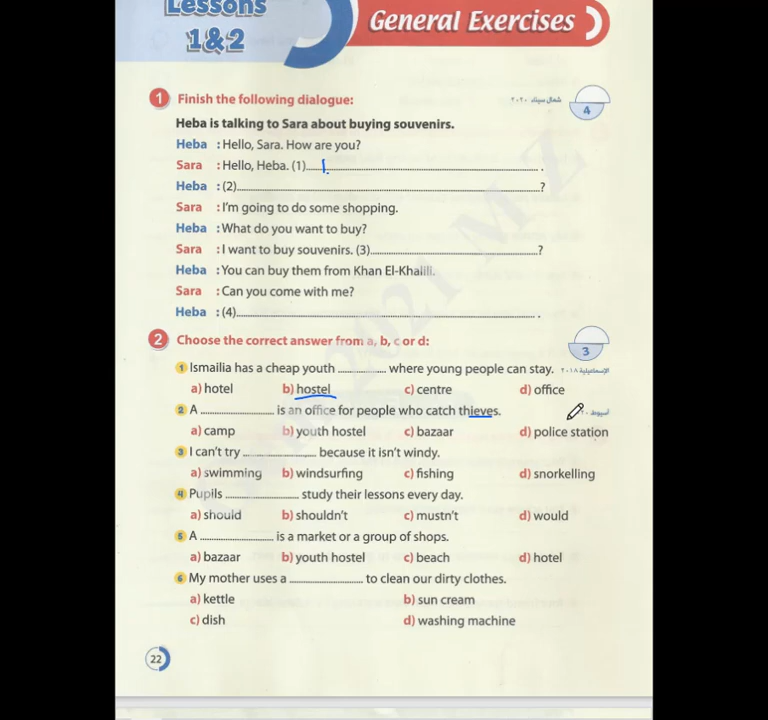 Lessons
1&2
General Exercises
1 Finish the following dialogue:
شمال سيناء ٢٠٢٠
4
Heba is talking to Sara about buying souvenirs.
Heba : Hello, Sara. How are you?
Sara : Hello, Heba. (1) I .
Heba : (2) ?
Sara : I'm going to do some shopping.
Heba : What do you want to buy?
Sara : I want to buy souvenirs. (3) ?
Heba : You can buy them from Khan El-Khalili.
Sara : Can you come with me?
Heba : (4) .
2 Choose the correct answer from a, b, c or d:
3
1 Ismailia has a cheap youth ............... where young people can stay. الإسماعيلية ٢٠١٨
a) hotel b) hostel c) centre d) office
2 A ............... is an office for people who catch thieves. أسيوط
a) camp b) youth hostel c) bazaar d) police station
3 I can't try ............... because it isn't windy.
a) swimming b) windsurfing c) fishing d) snorkelling
4 Pupils ............... study their lessons every day.
a) should b) shouldn't c) mustn't d) would
5 A ............... is a market or a group of shops.
a) bazaar b) youth hostel c) beach d) hotel
6 My mother uses a ............... to clean our dirty clothes.
a) kettle b) sun cream
c) dish d) washing machine
22